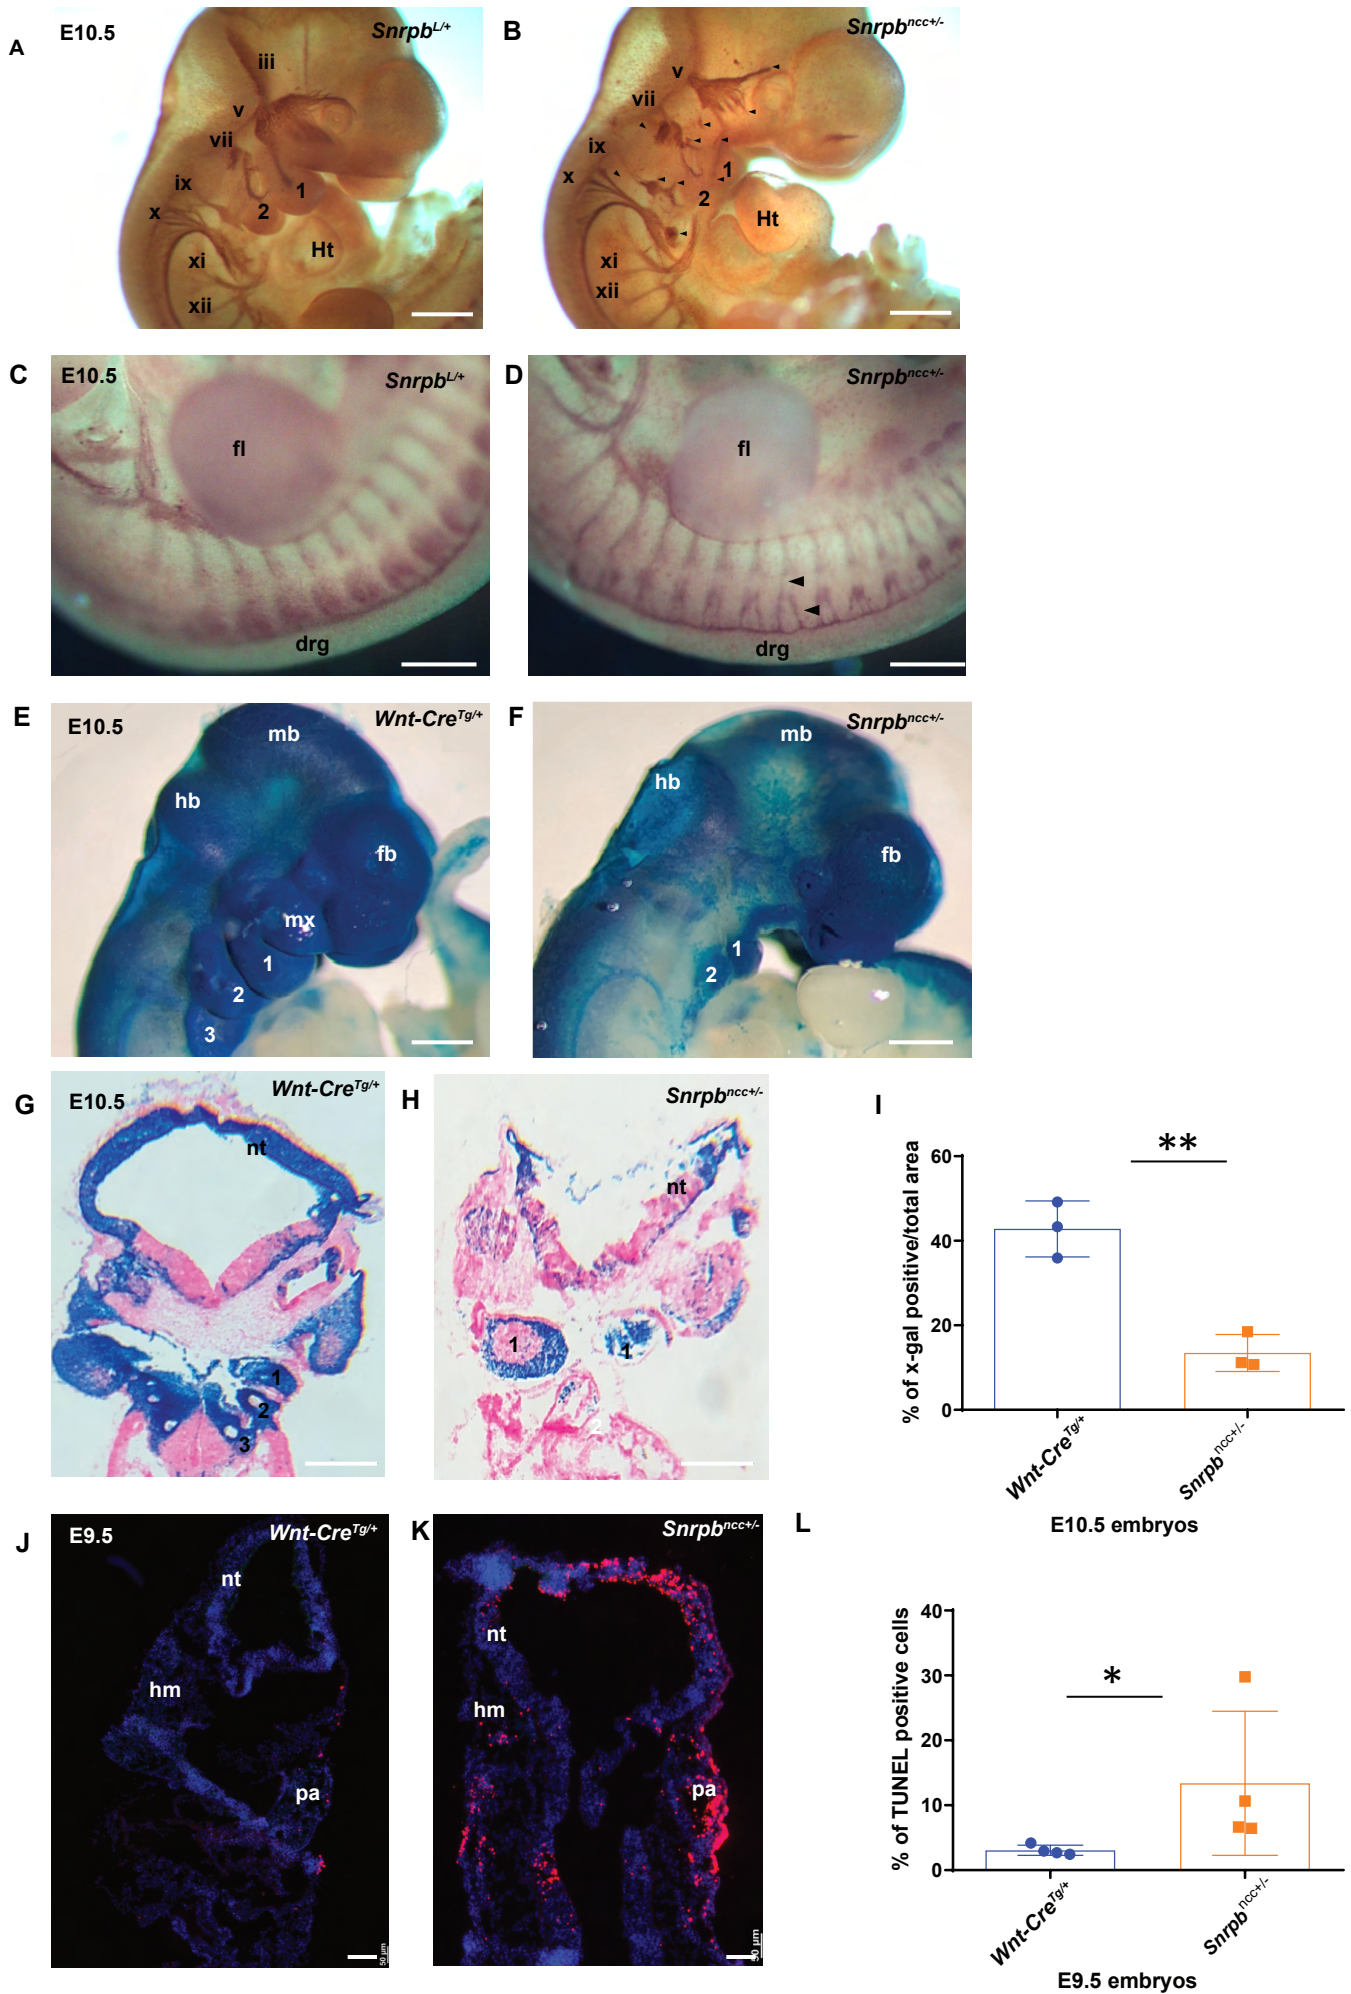 A E10.5 Snrpb^L/+ B Snrpb^ncc+/-
iii
v
vii
ix
x
xi
xii
1
2
Ht
v
vii
ix
x
xi
xii
1
2
Ht
C E10.5 Snrpb^L/+ D Snrpb^ncc+/-
fl
drg
fl
drg
E E10.5 Wnt-Cre^Tg/+ F Snrpb^ncc+/-
mb
hb
fb
mx
1
2
3
mb
hb
fb
1
2
G E10.5 Wnt-Cre^Tg/+ H Snrpb^ncc+/-
nt
1
2
3
nt
1
1
2
I
**
% of x-gal positive/total area
60
40
20
0
Wnt-Cre^Tg/+
Snrpb^ncc+/-
E10.5 embryos
J E9.5 Wnt-Cre^Tg/+ K Snrpb^ncc+/-
nt
hm
pa
50 µm
nt
hm
pa
50 µm
L
*
% of TUNEL positive cells
40
30
20
10
0
Wnt-Cre^Tg/+
Snrpb^ncc+/-
E9.5 embryos